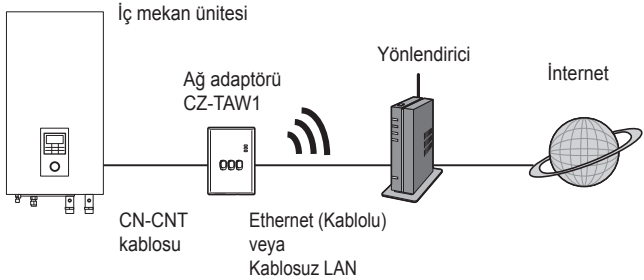 İç mekan ünitesi
Ağ adaptörü
CZ-TAW1
Yönlendirici
İnternet
CN-CNT
kablosu
Ethernet (Kablolu)
veya
Kablosuz LAN